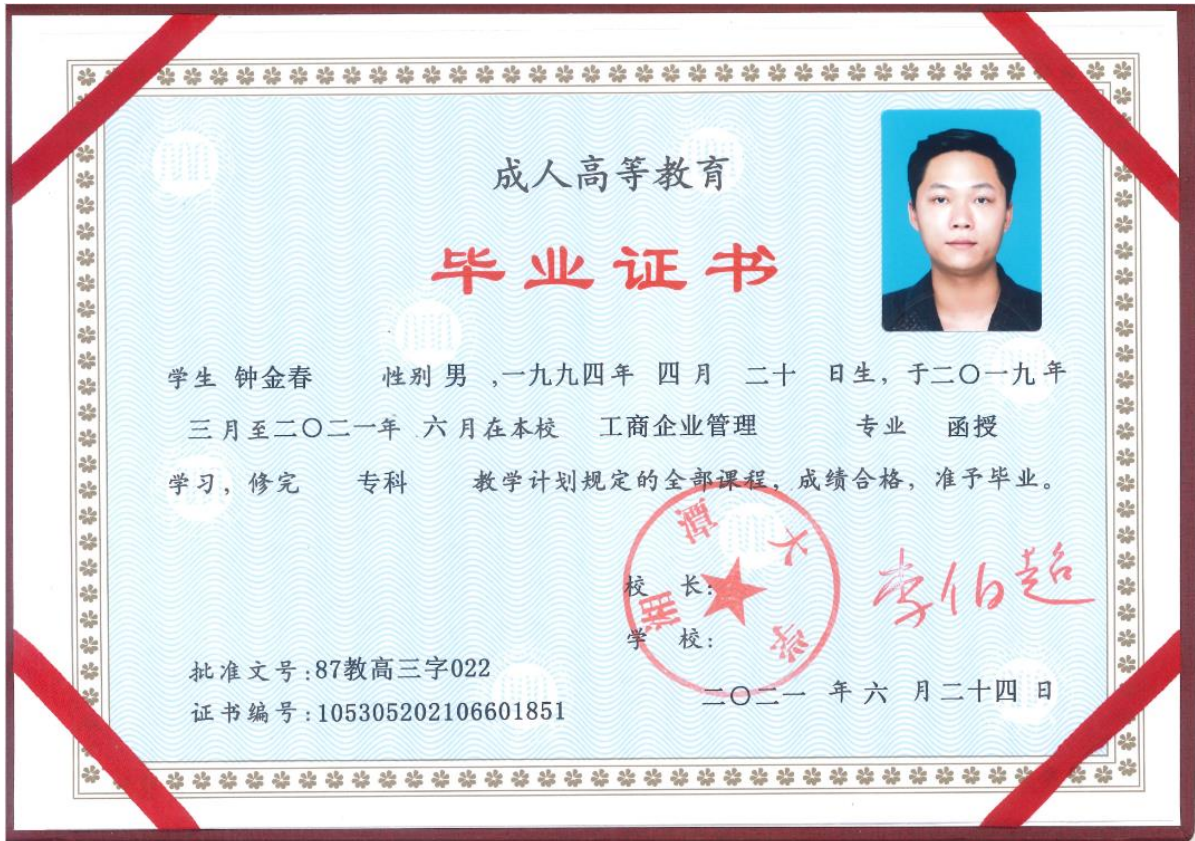 成人高等教育
毕业证书
学生 钟金春 性别 男 ,一九九四年 四月 二十 日生, 于二〇一九年
三月至二〇二一年 六月在本校 工商企业管理 专业 函授
学习, 修完 专科 教学计划规定的全部课程, 成绩合格, 准予毕业。
湘潭大学
校 长: 李伯超
学 校:
批准文号:87教高三字022
证书编号:105305202106601851
二〇二一 年 六 月二十四 日